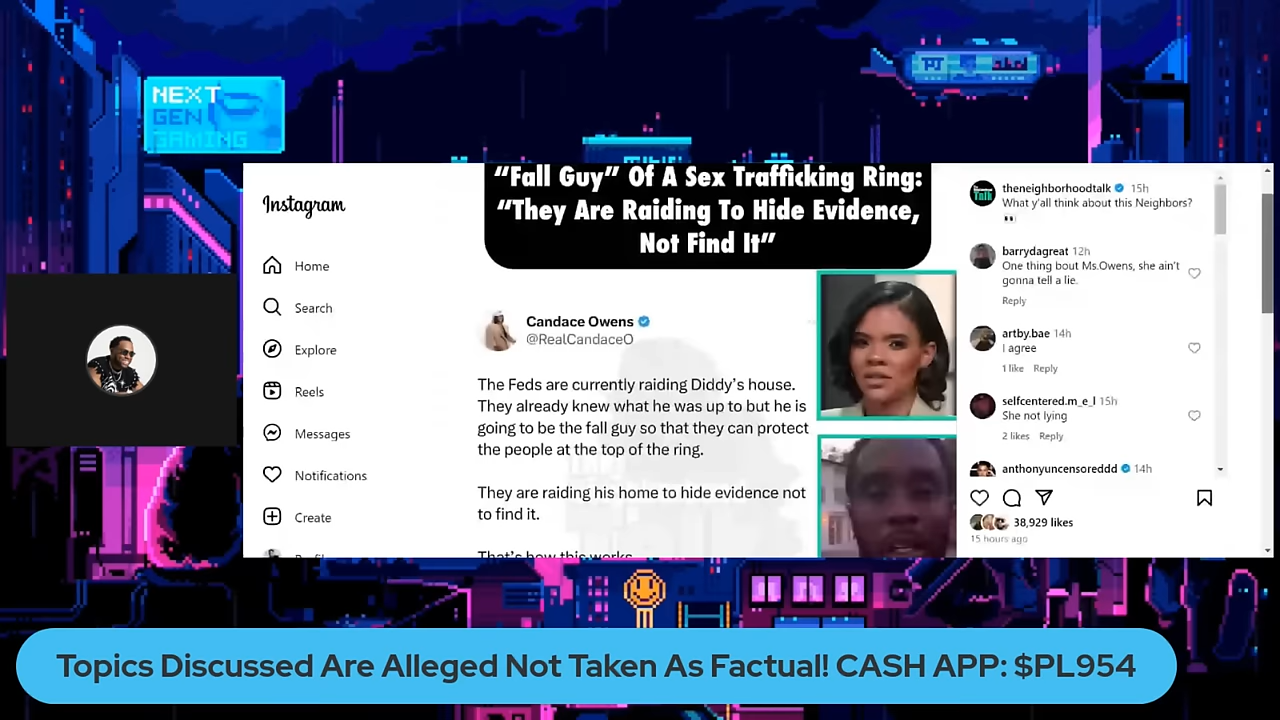 NEXT
GEN
GAMING
“Fall Guy” Of A Sex Trafficking Ring:
“They Are Raiding To Hide Evidence,
Not Find It”
Instagram
Home
Search
Explore
Reels
Messages
Notifications
Create
Candace Owens
@RealCandaceO
The Feds are currently raiding Diddy’s house.
They already knew what he was up to but he is
going to be the fall guy so that they can protect
the people at the top of the ring.
They are raiding his home to hide evidence not
to find it.
That’s how this works
theneighborhoodtalk 15h
What y'all think about this Neighbors?
barrydagreat 12h
One thing bout Ms.Owens, she ain't
gonna tell a lie.
Reply
artby.bae 14h
I agree
1 like Reply
selfcentered.m_e_l 15h
She not lying
2 likes Reply
anthonyuncensoreddd 14h
38,929 likes
15 hours ago
Topics Discussed Are Alleged Not Taken As Factual! CASH APP: $PL954